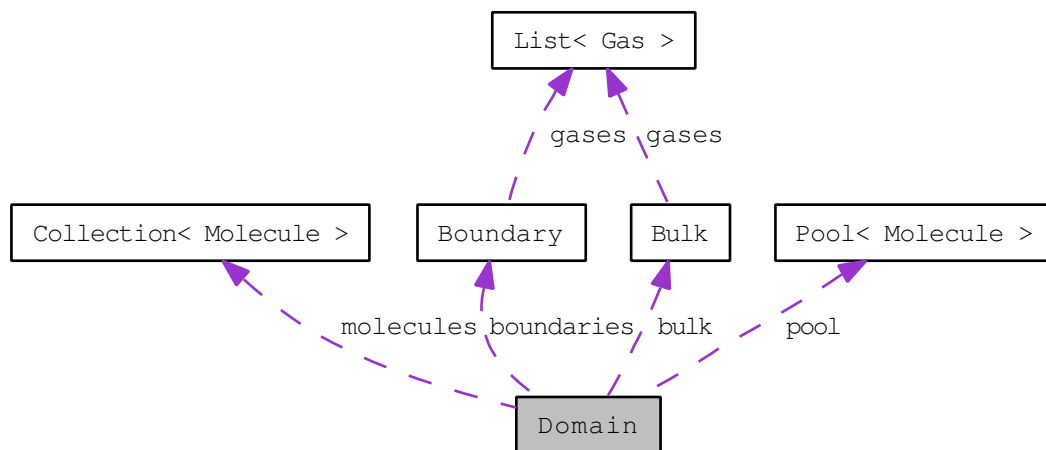 List< Gas >
gases gases
Collection< Molecule >
Boundary
Bulk
Pool< Molecule >
molecules boundaries bulk pool
Domain